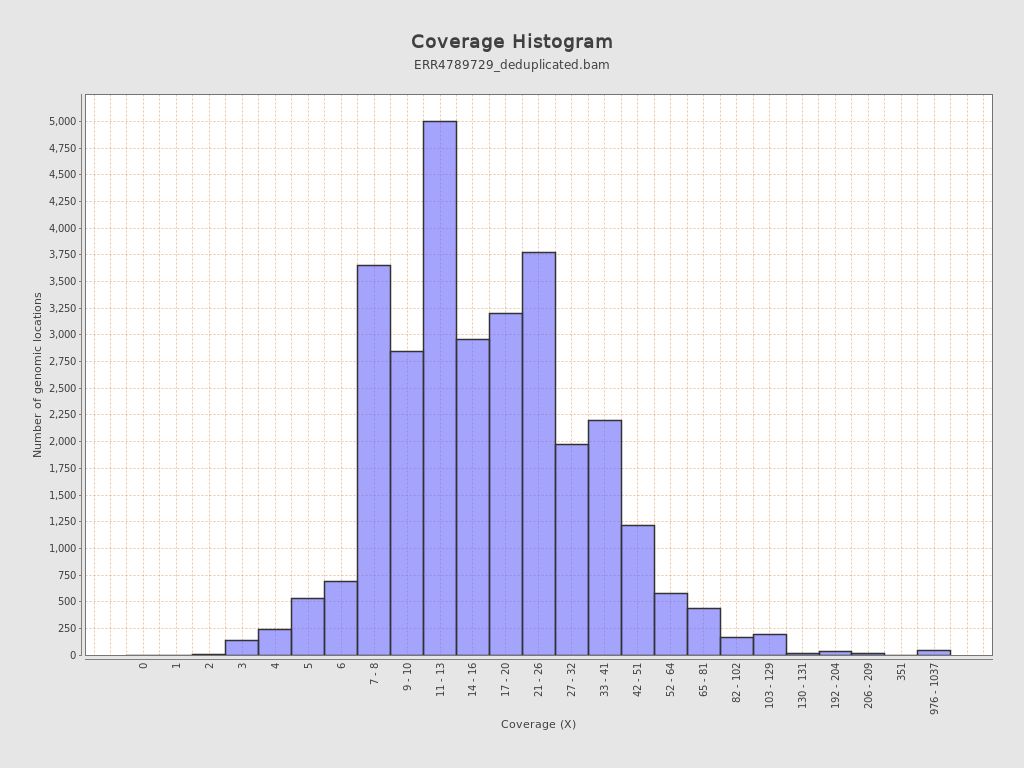 Coverage Histogram
ERR4789729_deduplicated.bam
Number of genomic locations
5,000
4,750
4,500
4,250
4,000
3,750
3,500
3,250
3,000
2,750
2,500
2,250
2,000
1,750
1,500
1,250
1,000
750
500
250
0
0
1
2
3
4
5
6
7 - 8
9 - 10
11 - 13
14 - 16
17 - 20
21 - 26
27 - 32
33 - 41
42 - 51
52 - 64
65 - 81
82 - 102
103 - 129
130 - 131
192 - 204
206 - 209
351
976 - 1037
Coverage (X)